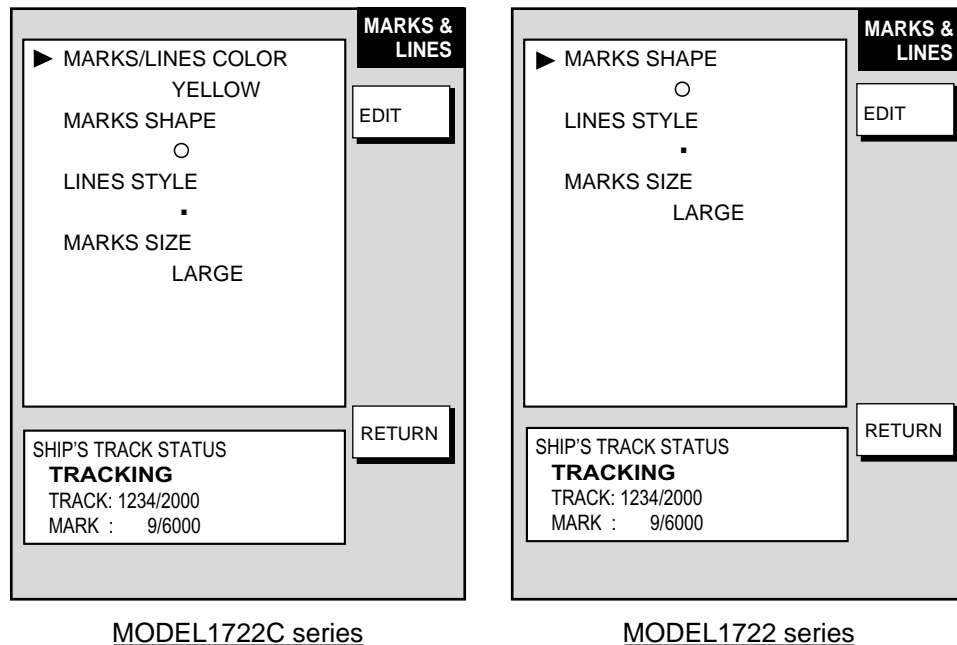 MARKS &
LINES
▶ MARKS/LINES COLOR
YELLOW
MARKS SHAPE
○
LINES STYLE
·
MARKS SIZE
LARGE
EDIT
RETURN
SHIP'S TRACK STATUS
TRACKING
TRACK: 1234/2000
MARK : 9/6000
MODEL1722C series
MARKS &
LINES
▶ MARKS SHAPE
○
LINES STYLE
·
MARKS SIZE
LARGE
EDIT
RETURN
SHIP'S TRACK STATUS
TRACKING
TRACK: 1234/2000
MARK : 9/6000
MODEL1722 series